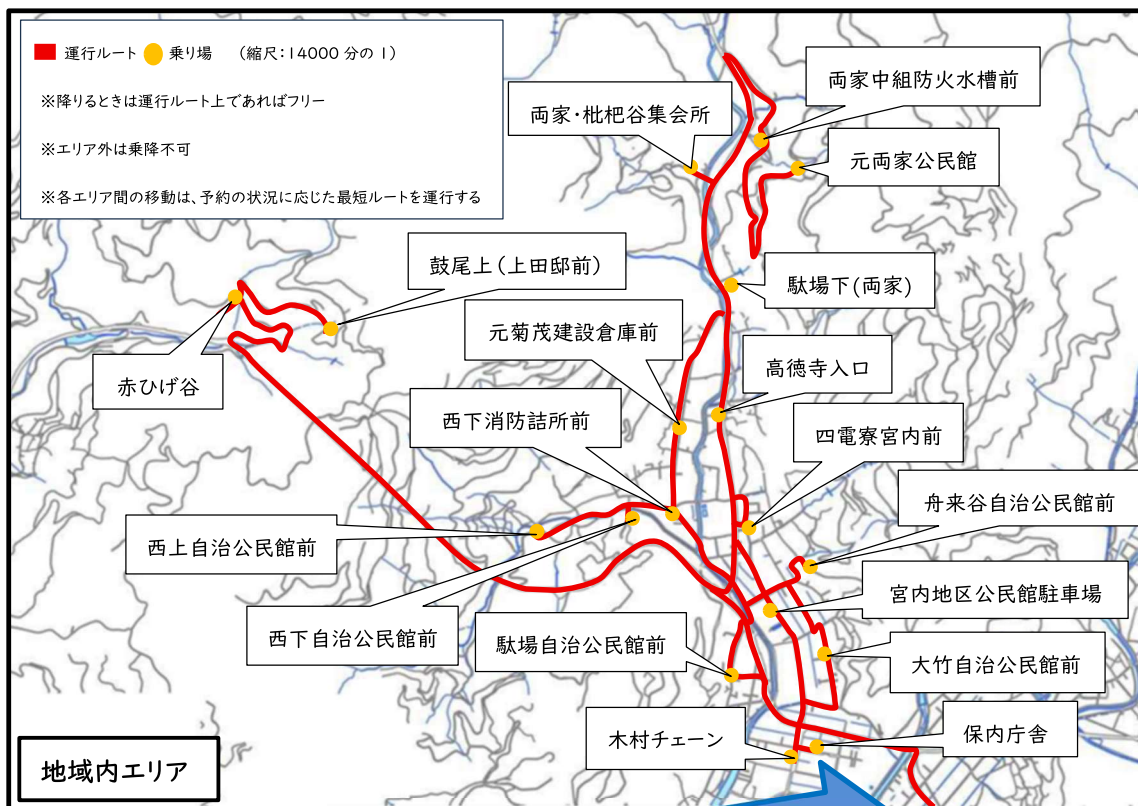 運行ルート 乗り場 (縮尺:14000 分の 1)
※降りるときは運行ルート上であればフリー
※エリア外は乗降不可
※各エリア間の移動は、予約の状況に応じた最短ルートを運行する
両家中組防火水槽前
両家・枇杷谷集会所
元両家公民館
鼓尾上(上田邸前)
駄場下(両家)
元菊茂建設倉庫前
赤ひげ谷
高徳寺入口
西下消防詰所前
四電寮宮内前
舟来谷自治公民館前
西上自治公民館前
宮内地区公民館駐車場
西下自治公民館前
駄場自治公民館前
大竹自治公民館前
木村チェーン
保内庁舎
地域内エリア